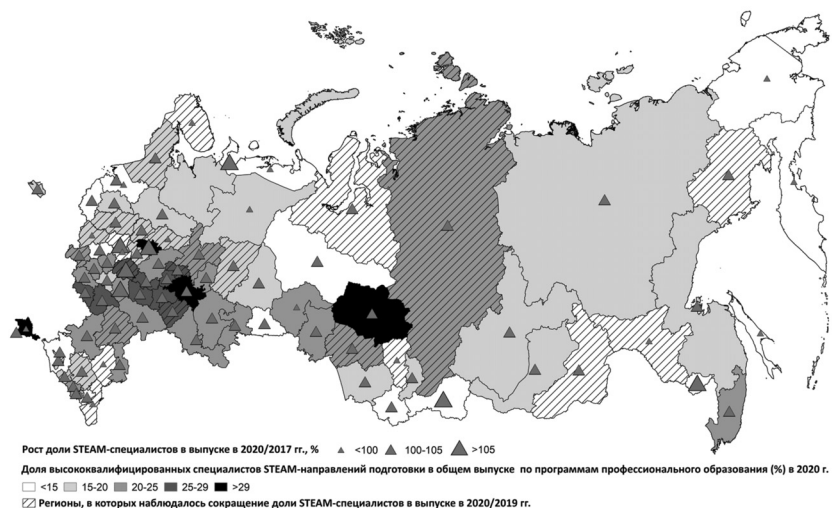 Рост доли STEAM-специалистов в выпуске в 2020/2017 гг., % <100 100-105 >105
Доля высококвалифицированных специалистов STEAM-направлений подготовки в общем выпуске по программам профессионального образования (%) в 2020 г.
<15 15-20 20-25 25-29 >29
Регионы, в которых наблюдалось сокращение доли STEAM-специалистов в выпуске в 2020/2019 гг.